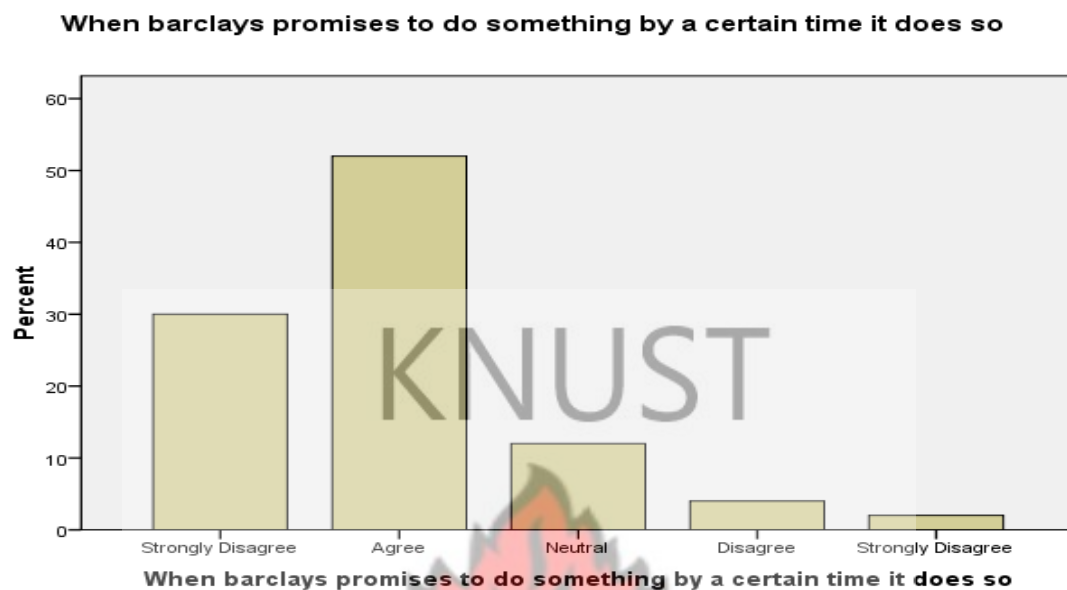 When barclays promises to do something by a certain time it does so
60
50
40
30
20
10
0
Percent
KNUST
Strongly Disagree Agree Neutral Disagree Strongly Disagree
When barclays promises to do something by a certain time it does so